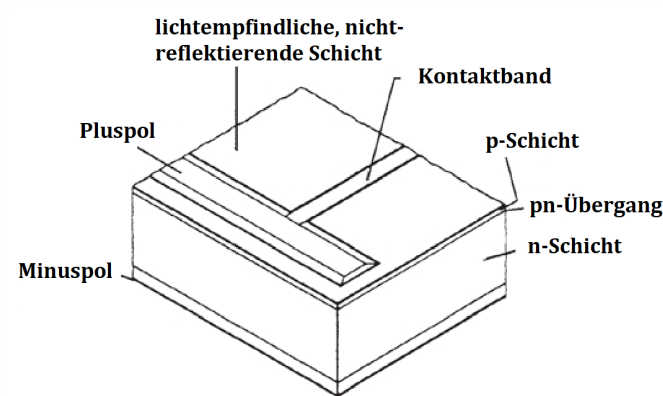 lichtempfindliche, nicht-
reflektierende Schicht
Kontaktband
Pluspol
p-Schicht
pn-Übergang
n-Schicht
Minuspol